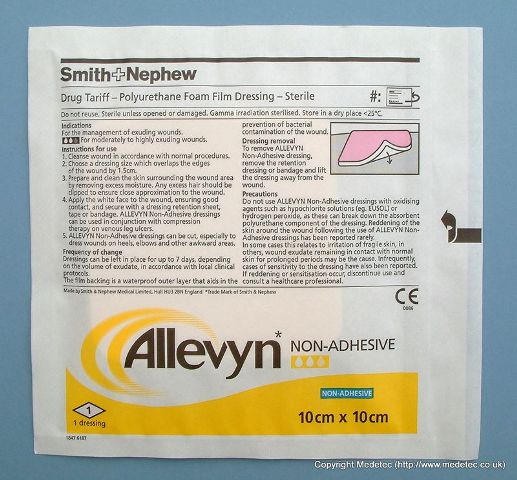 Smith+Nephew
Drug Tariff – Polyurethane Foam Film Dressing – Sterile
#:
Do not reuse. Sterile unless opened or damaged. Gamma irradiation sterilised. Store in a dry place <25°C.
Indications
For the management of exuding wounds.
For moderately to highly exuding wounds.
Instructions for use
1. Cleanse wound in accordance with normal procedures.
2. Choose a dressing size which overlaps the edges
of the wound by 1.5cm.
3. Prepare and clean the skin surrounding the wound area
by removing excess moisture. Any excess hair should be
clipped to ensure close approximation to the wound.
4. Apply the white face to the wound, ensuring good
contact, and secure with a dressing retention sheet,
tape or bandage. ALLEVYN Non-Adhesive dressings
can be used in conjunction with compression
therapy on venous leg ulcers.
5. ALLEVYN Non-Adhesive dressings can be cut, especially to
dress wounds on heels, elbows and other awkward areas.
Frequency of change
Dressings can be left in place for up to 7 days, depending
on the volume of exudate, in accordance with local clinical
protocols.
The film backing is a waterproof outer layer that aids in the
prevention of bacterial
contamination of the wound.
Dressing removal
To remove ALLEVYN
Non-Adhesive dressing,
remove the retention
dressing or bandage and lift
the dressing away from the
wound.
Precautions
Do not use ALLEVYN Non-Adhesive dressings with oxidising
agents such as hypochlorite solutions (eg. EUSOL) or
hydrogen peroxide, as these can break down the absorbent
polyurethane component of the dressing. Reddening of the
skin around the wound following the use of ALLEVYN Non-
Adhesive dressings has been reported rarely.
In some cases this relates to irritation of fragile skin, in
others, wound exudate remaining in contact with normal
skin for prolonged periods may be the cause. Infrequently,
cases of sensitivity to the dressing have also been reported.
If reddening or sensitisation occur, discontinue use and
consult a healthcare professional.
Made by Smith & Nephew Medical Limited, Hull HU3 2BN England *Trade Mark of Smith & Nephew
CE
0086
Allevyn*
NON-ADHESIVE
NON-ADHESIVE
10cm x 10cm
1
1 dressing
1847 6187
Copyright Medetec (http://www.medetec.co.uk)